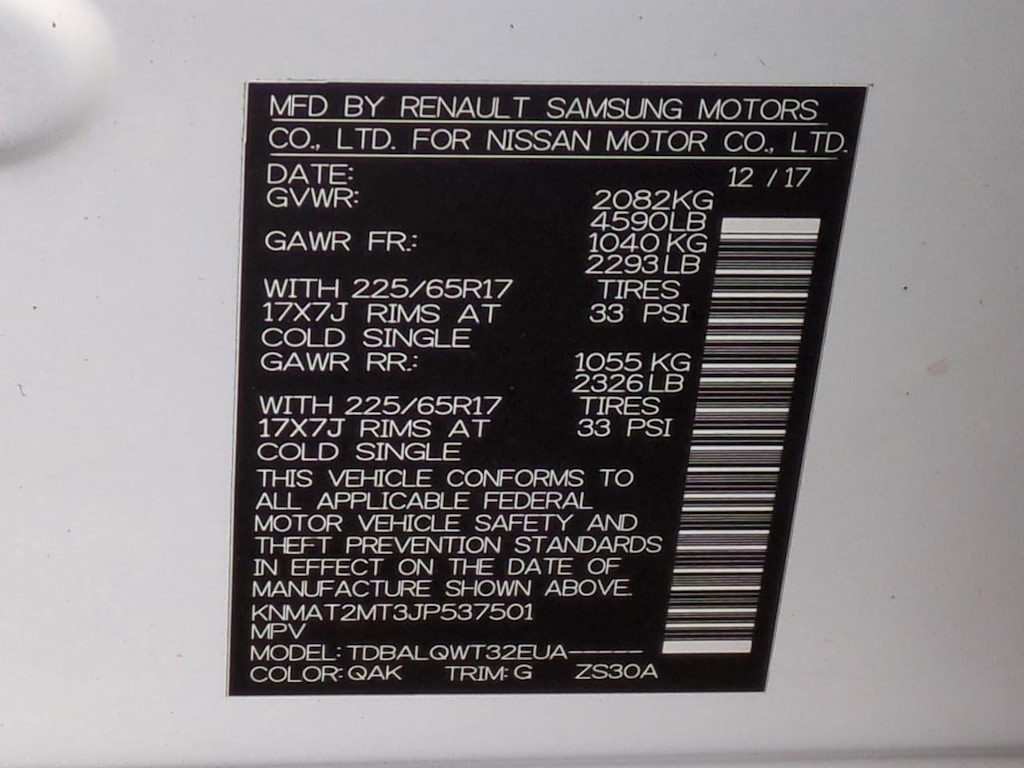 MFD BY RENAULT SAMSUNG MOTORS
CO., LTD. FOR NISSAN MOTOR CO., LTD.
DATE: 12 / 17
GVWR: 2082KG
4590LB
GAWR FR.: 1040 KG
2293 LB
WITH 225/65R17 TIRES
17X7J RIMS AT 33 PSI
COLD SINGLE
GAWR RR.: 1055 KG
2326 LB
WITH 225/65R17 TIRES
17X7J RIMS AT 33 PSI
COLD SINGLE
THIS VEHICLE CONFORMS TO
ALL APPLICABLE FEDERAL
MOTOR VEHICLE SAFETY AND
THEFT PREVENTION STANDARDS
IN EFFECT ON THE DATE OF
MANUFACTURE SHOWN ABOVE.
KNMAT2MT3JP537501
MPV
MODEL: TDBALQWT32EUA-----
COLOR: QAK TRIM: G ZS30A